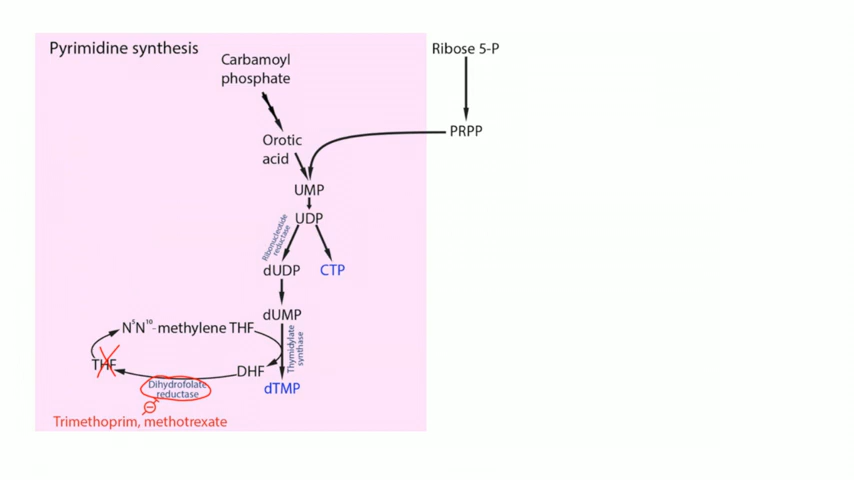 Pyrimidine synthesis
Carbamoyl
phosphate
Ribose 5-P
PRPP
Orotic
acid
UMP
UDP
Ribonucleotide
reductase
dUDP
CTP
dUMP
N⁵N¹⁰-methylene THF
Thymidylate
synthase
THF
DHF
Dihydrofolate
reductase
dTMP
Trimethoprim, methotrexate